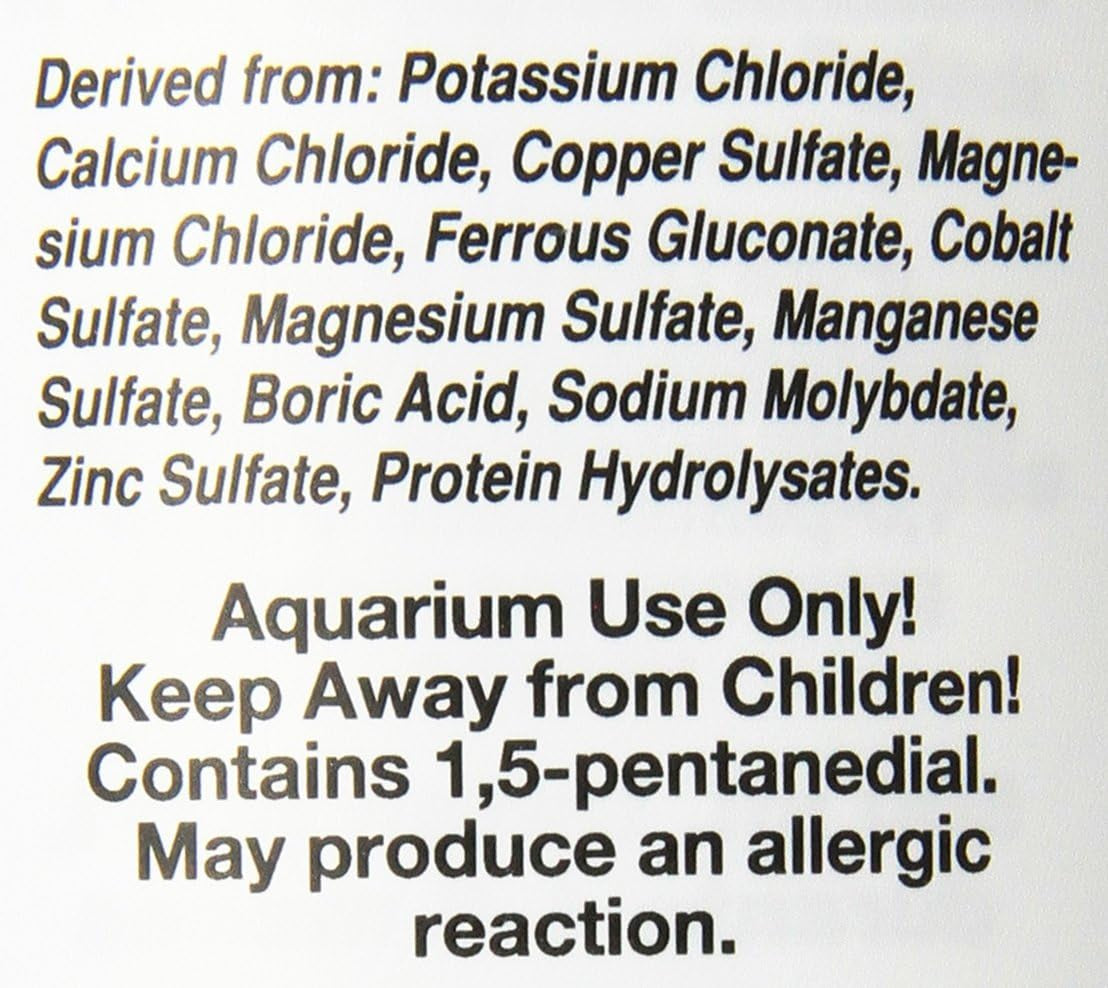 Derived from: Potassium Chloride,
Calcium Chloride, Copper Sulfate, Magne-
sium Chloride, Ferrous Gluconate, Cobalt
Sulfate, Magnesium Sulfate, Manganese
Sulfate, Boric Acid, Sodium Molybdate,
Zinc Sulfate, Protein Hydrolysates.
Aquarium Use Only!
Keep Away from Children!
Contains 1,5-pentanedial.
May produce an allergic
reaction.